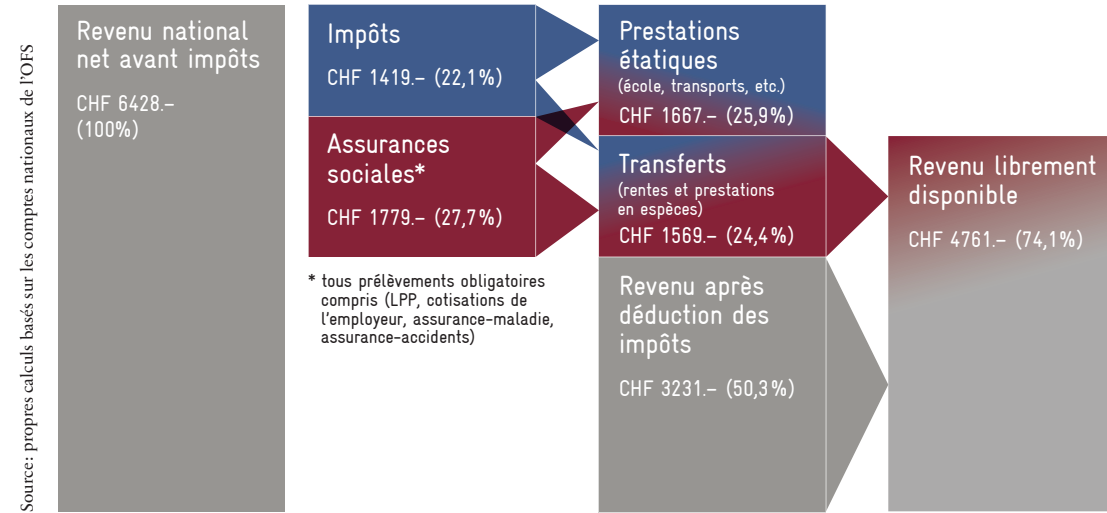 Source: propres calculs basés sur les comptes nationaux de l'OFS
Revenu national
net avant impôts
CHF 6428.–
(100%)
Impôts
CHF 1419.– (22,1%)
Assurances
sociales*
CHF 1779.– (27,7%)
* tous prélèvements obligatoires
compris (LPP, cotisations de
l'employeur, assurance-maladie,
assurance-accidents)
Prestations
étatiques
(école, transports, etc.)
CHF 1667.– (25,9%)
Transferts
(rentes et prestations
en espèces)
CHF 1569.– (24,4%)
Revenu après
déduction des
impôts
CHF 3231.– (50,3%)
Revenu librement
disponible
CHF 4761.– (74,1%)